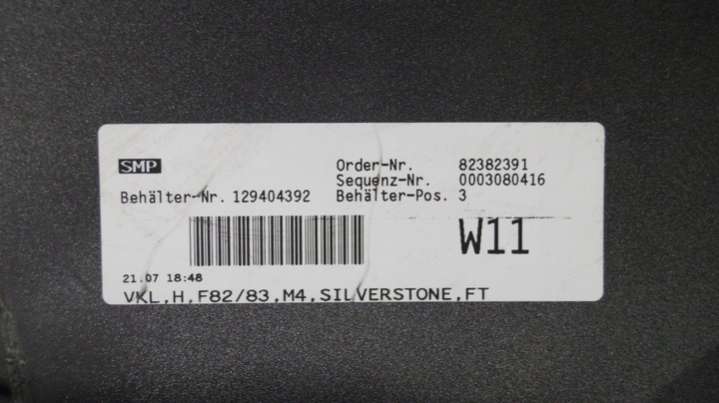 SMP
Order-Nr. 82382391
Sequenz-Nr. 0003080416
Behälter-Nr. 129404392 Behälter-Pos. 3
W11
21.07 18:48
VKL,H,F82/83,M4,SILVERSTONE,FT